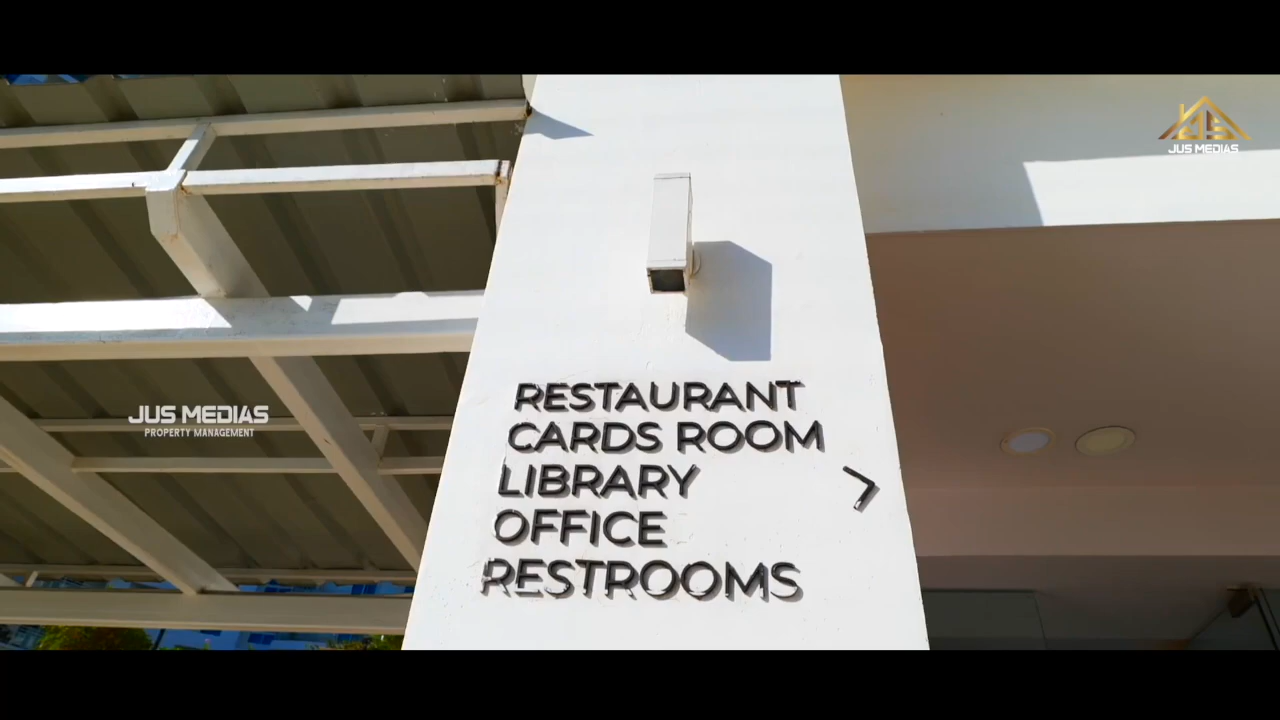 JUS MEDIAS
RESTAURANT
CARDS ROOM
LIBRARY
OFFICE
RESTROOMS
>
JUS MEDIAS
PROPERTY MANAGEMENT